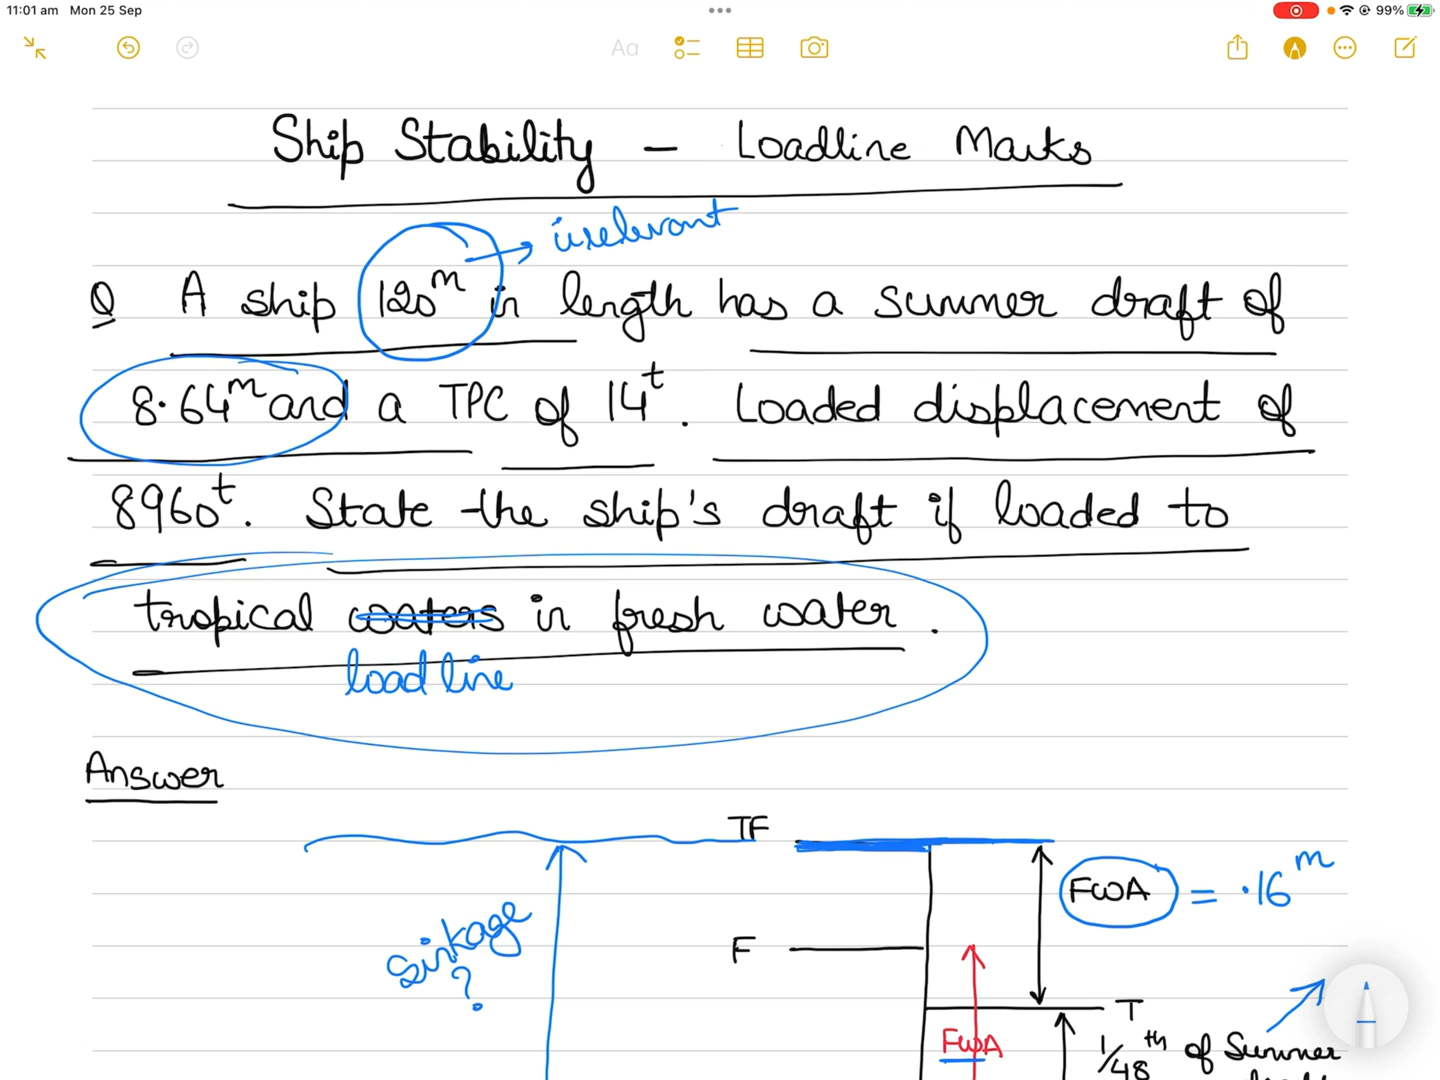 11:01 am Mon 25 Sep
99%
Aa
Ship Stability - Loadline Marks
irrelevant
Q A ship 120m in length has a summer draft of
8.64m and a TPC of 14t. Loaded displacement of
8960t. State the ship's draft if loaded to
tropical waters in fresh water.
load line
Answer
TF
FWA = .16m
sinkage
?
F
T
FWA
1/48th of Summer